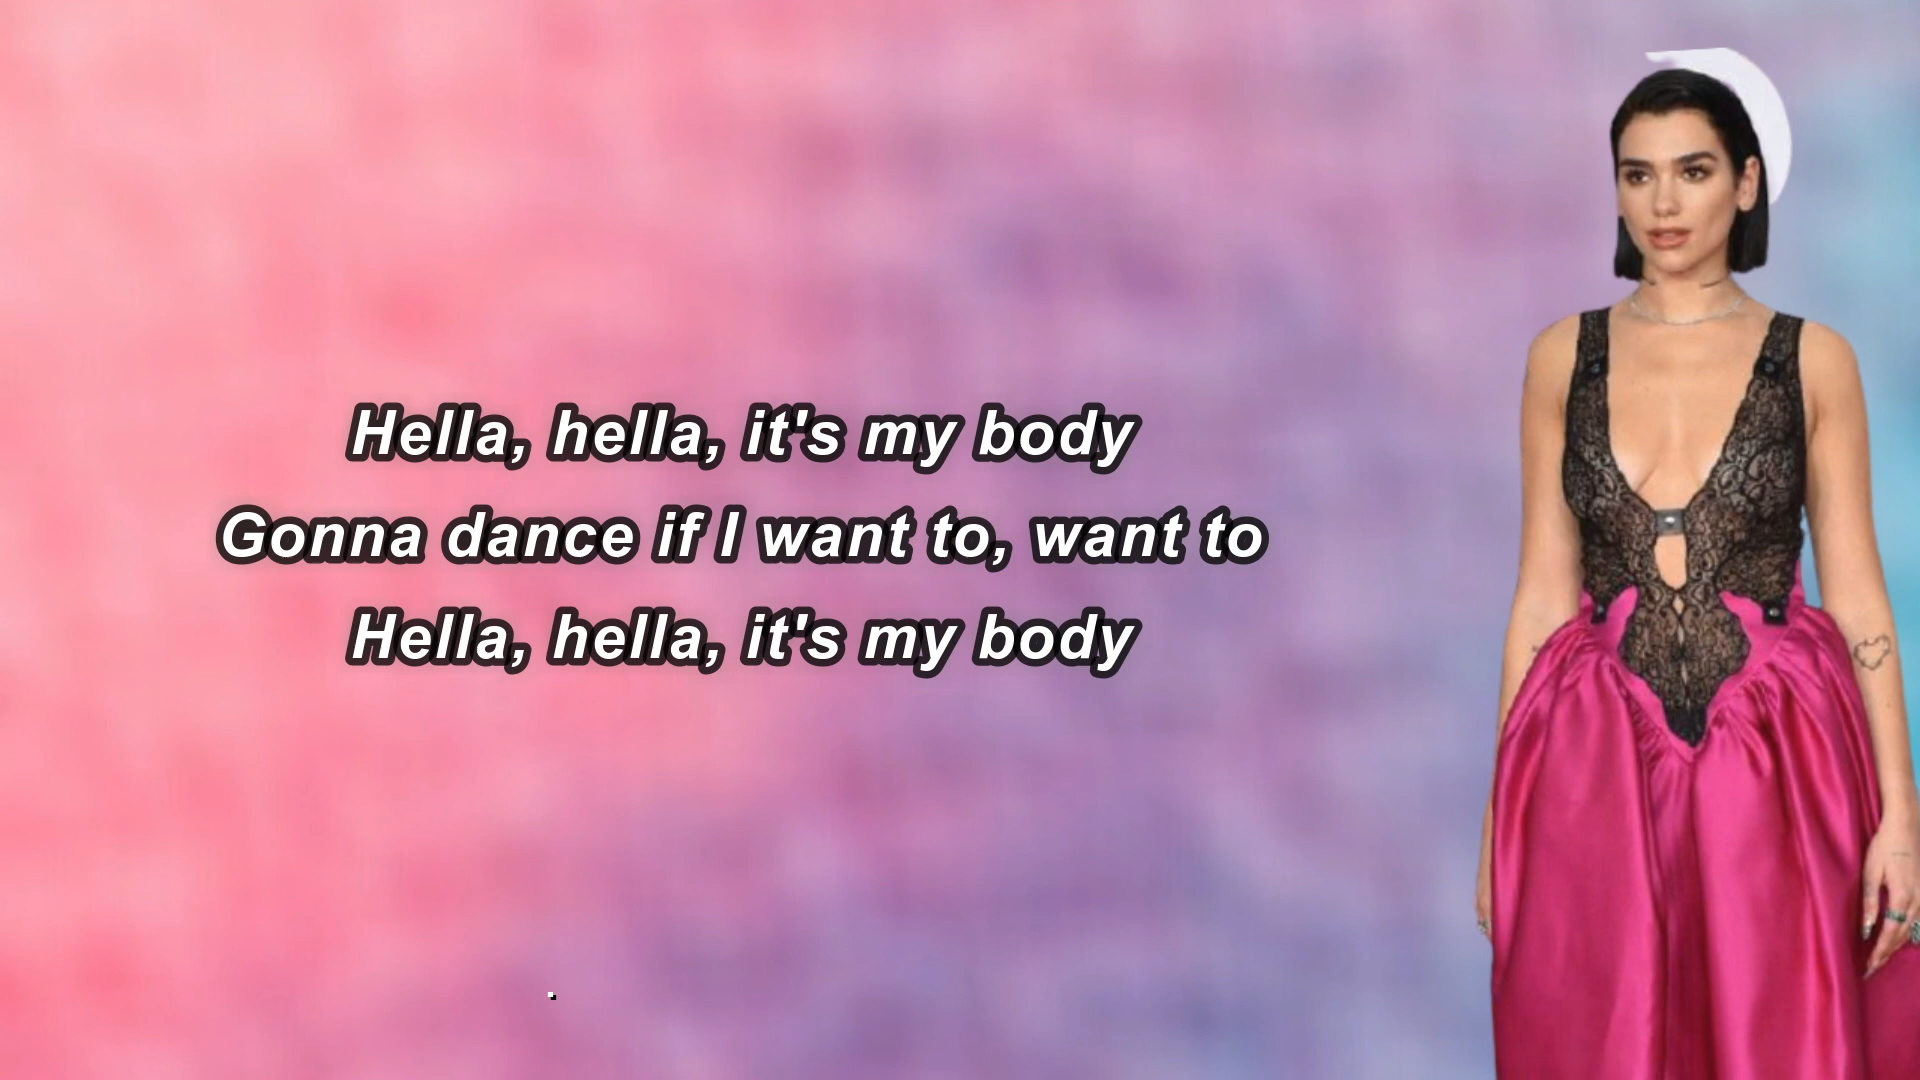 Hella, hella, it's my body
Gonna dance if I want to, want to
Hella, hella, it's my body